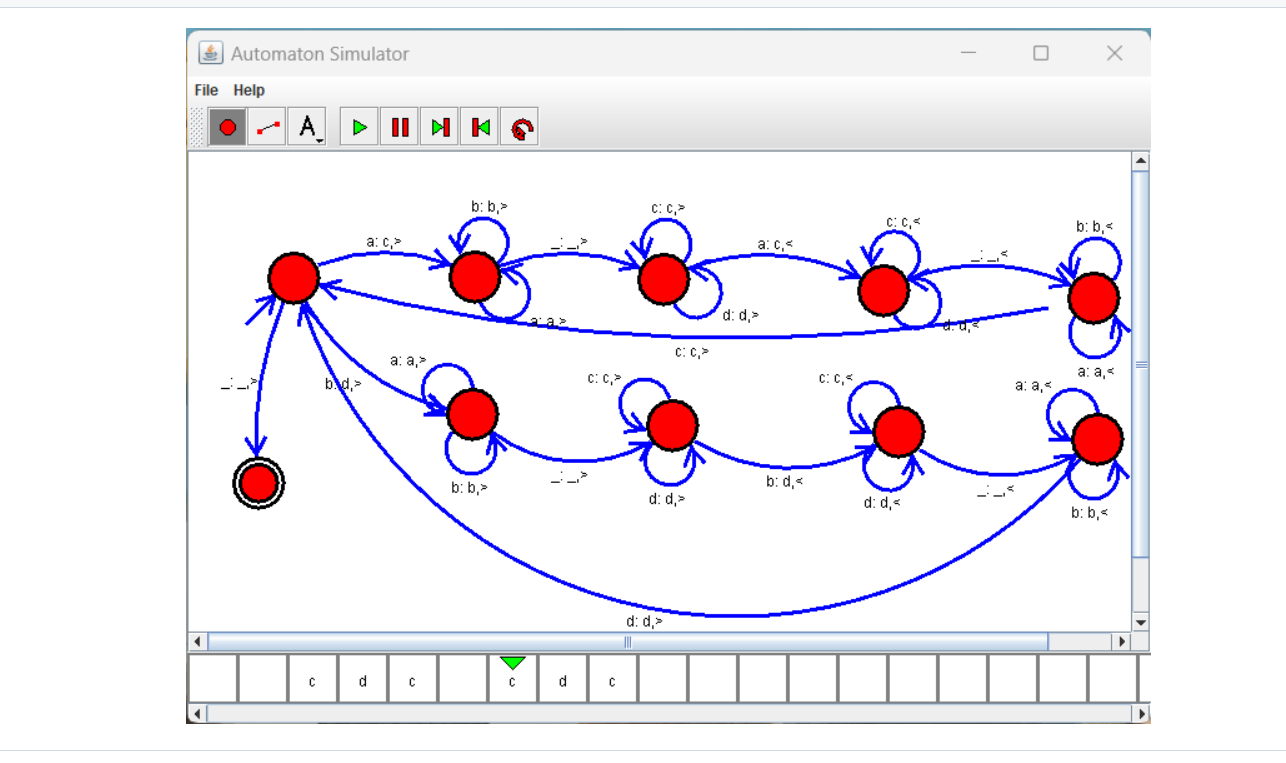 Automaton Simulator
File Help
A
b: b,>
c: c,>
c: c,<
b: b,<
a: c,>
_: _,>
a: c,<
_: _,<
a: a,>
d: d,>
d: d,<
c: c,>
a: a,<
_: _,>
b: d,>
a: a,>
c: c,>
c: c,<
a: a,<
b: b,>
_: _,>
d: d,>
b: d,<
d: d,<
_: _,<
b: b,<
d: d,>
c d c c d c